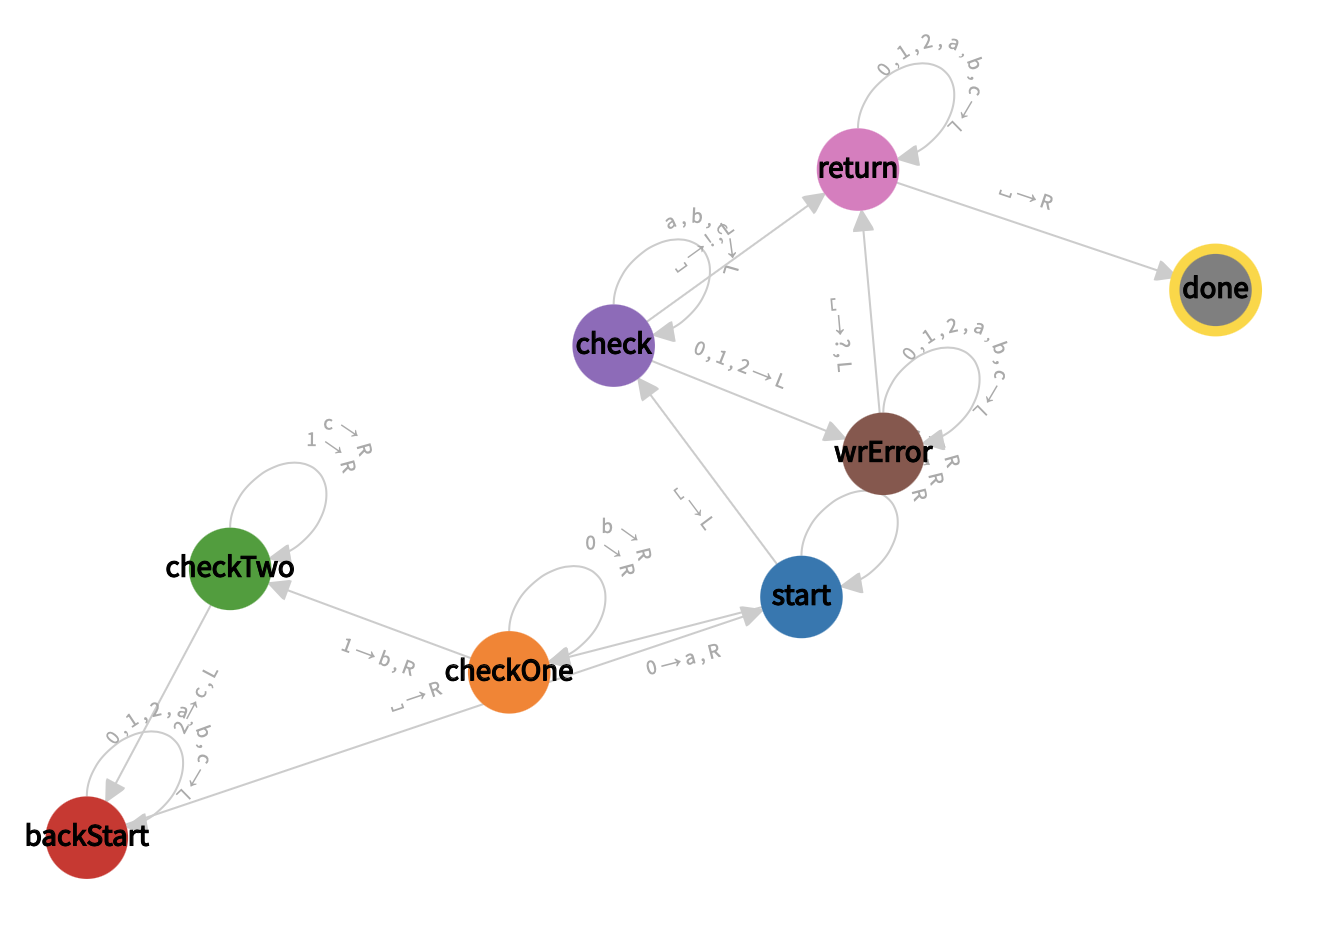 0,1,2,a,b,c→L
return
␣→R
done
a,b,c→L
␣→!,L
check
0,1,2→L
␣→?,L
0,1,2,a,b,c→L
wrError
R
R
R
␣→L
start
c→R
1→R
checkTwo
b→R
0→R
checkOne
1→b,R
0→a,R
␣→R
2→c,L
0,1,2,a,b,c→L
backStart